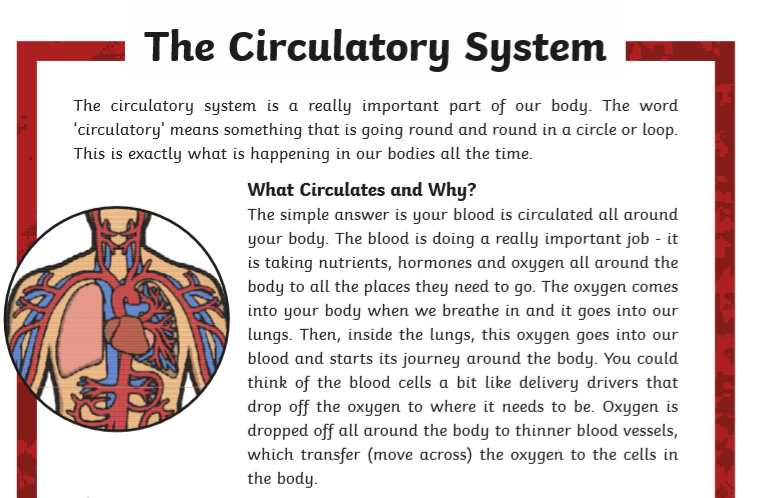 The Circulatory System
The circulatory system is a really important part of our body. The word
‘circulatory’ means something that is going round and round in a circle or loop.
This is exactly what is happening in our bodies all the time.
What Circulates and Why?
The simple answer is your blood is circulated all around
your body. The blood is doing a really important job - it
is taking nutrients, hormones and oxygen all around the
body to all the places they need to go. The oxygen comes
into your body when we breathe in and it goes into our
lungs. Then, inside the lungs, this oxygen goes into our
blood and starts its journey around the body. You could
think of the blood cells a bit like delivery drivers that
drop off the oxygen to where it needs to be. Oxygen is
dropped off all around the body to thinner blood vessels,
which transfer (move across) the oxygen to the cells in
the body.